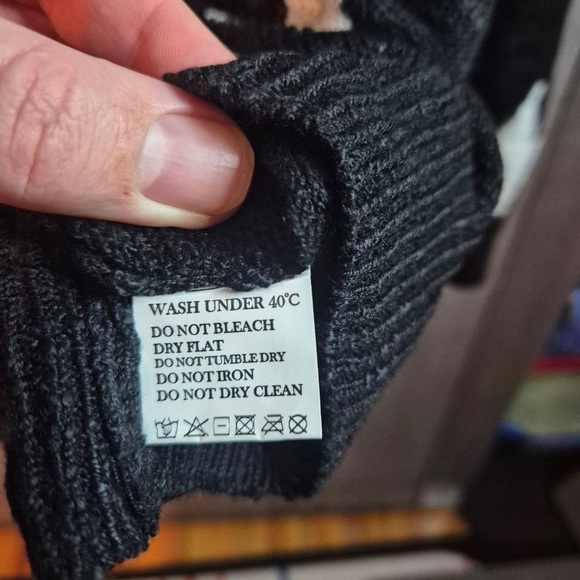 WASH UNDER 40°C
DO NOT BLEACH
DRY FLAT
DO NOT TUMBLE DRY
DO NOT IRON
DO NOT DRY CLEAN